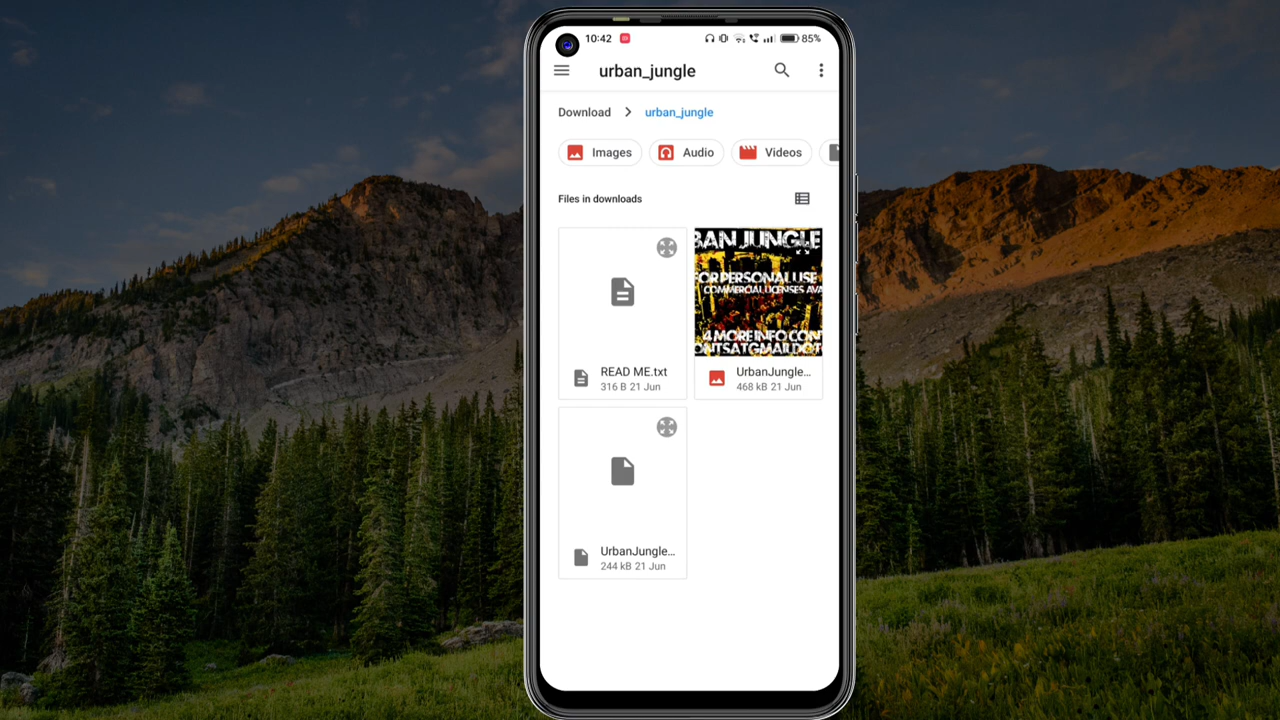 10:42
85%
urban_jungle
Download
urban_jungle
Images
Audio
Videos
Files in downloads
BAN JUNGLE
FOR PERSONAL USE
COMMERCIAL LICENSES AVA
4 MORE INFO CONT
ONTSATGMAILDOT
READ ME.txt
316 B 21 Jun
UrbanJungle...
468 kB 21 Jun
UrbanJungle...
244 kB 21 Jun